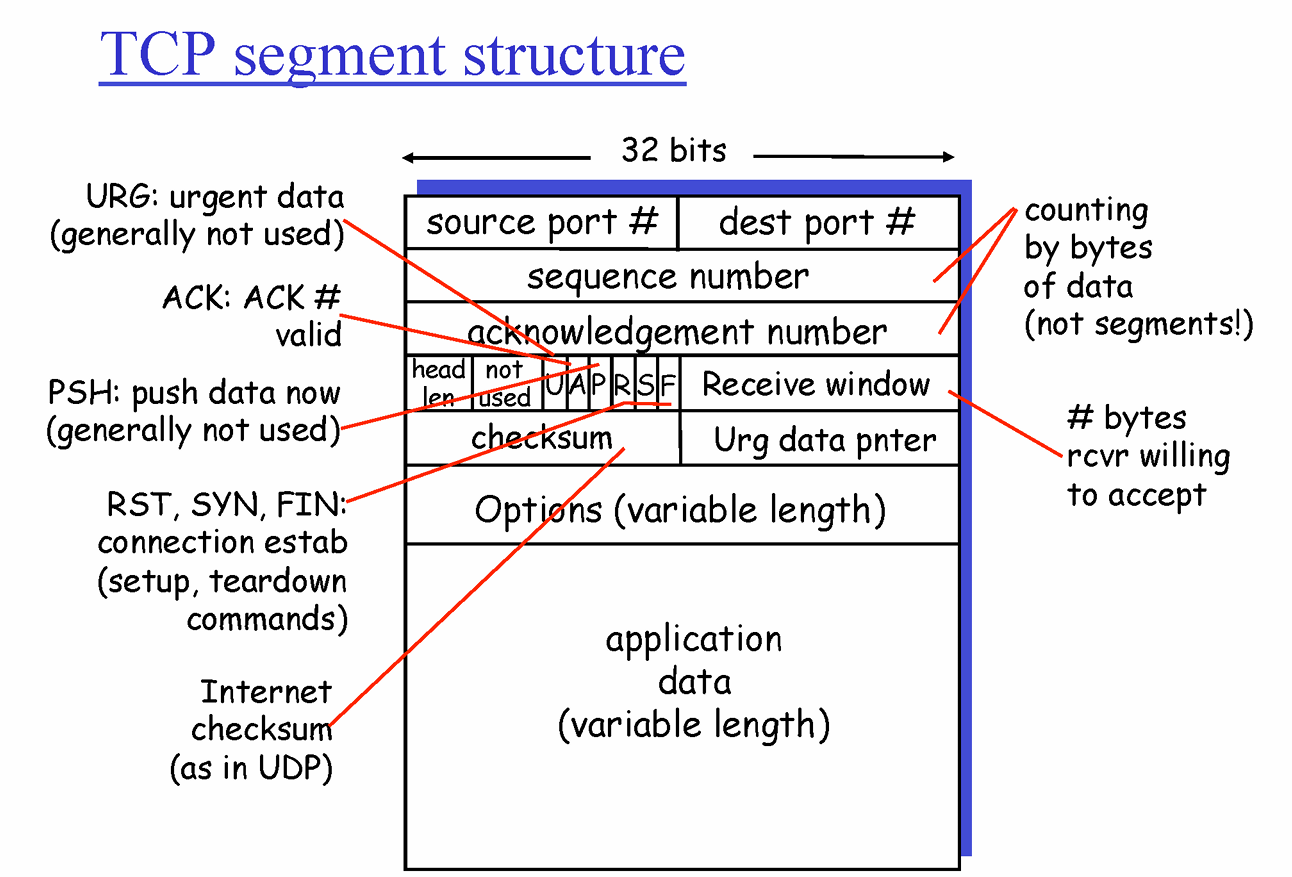 TCP segment structure
32 bits
URG: urgent data
(generally not used)
ACK: ACK #
valid
PSH: push data now
(generally not used)
RST, SYN, FIN:
connection estab
(setup, teardown
commands)
Internet
checksum
(as in UDP)
source port #
dest port #
sequence number
acknowledgement number
head
len
not
used
U
A
P
R
S
F
Receive window
checksum
Urg data pnter
Options (variable length)
application
data
(variable length)
counting
by bytes
of data
(not segments!)
# bytes
rcvr willing
to accept